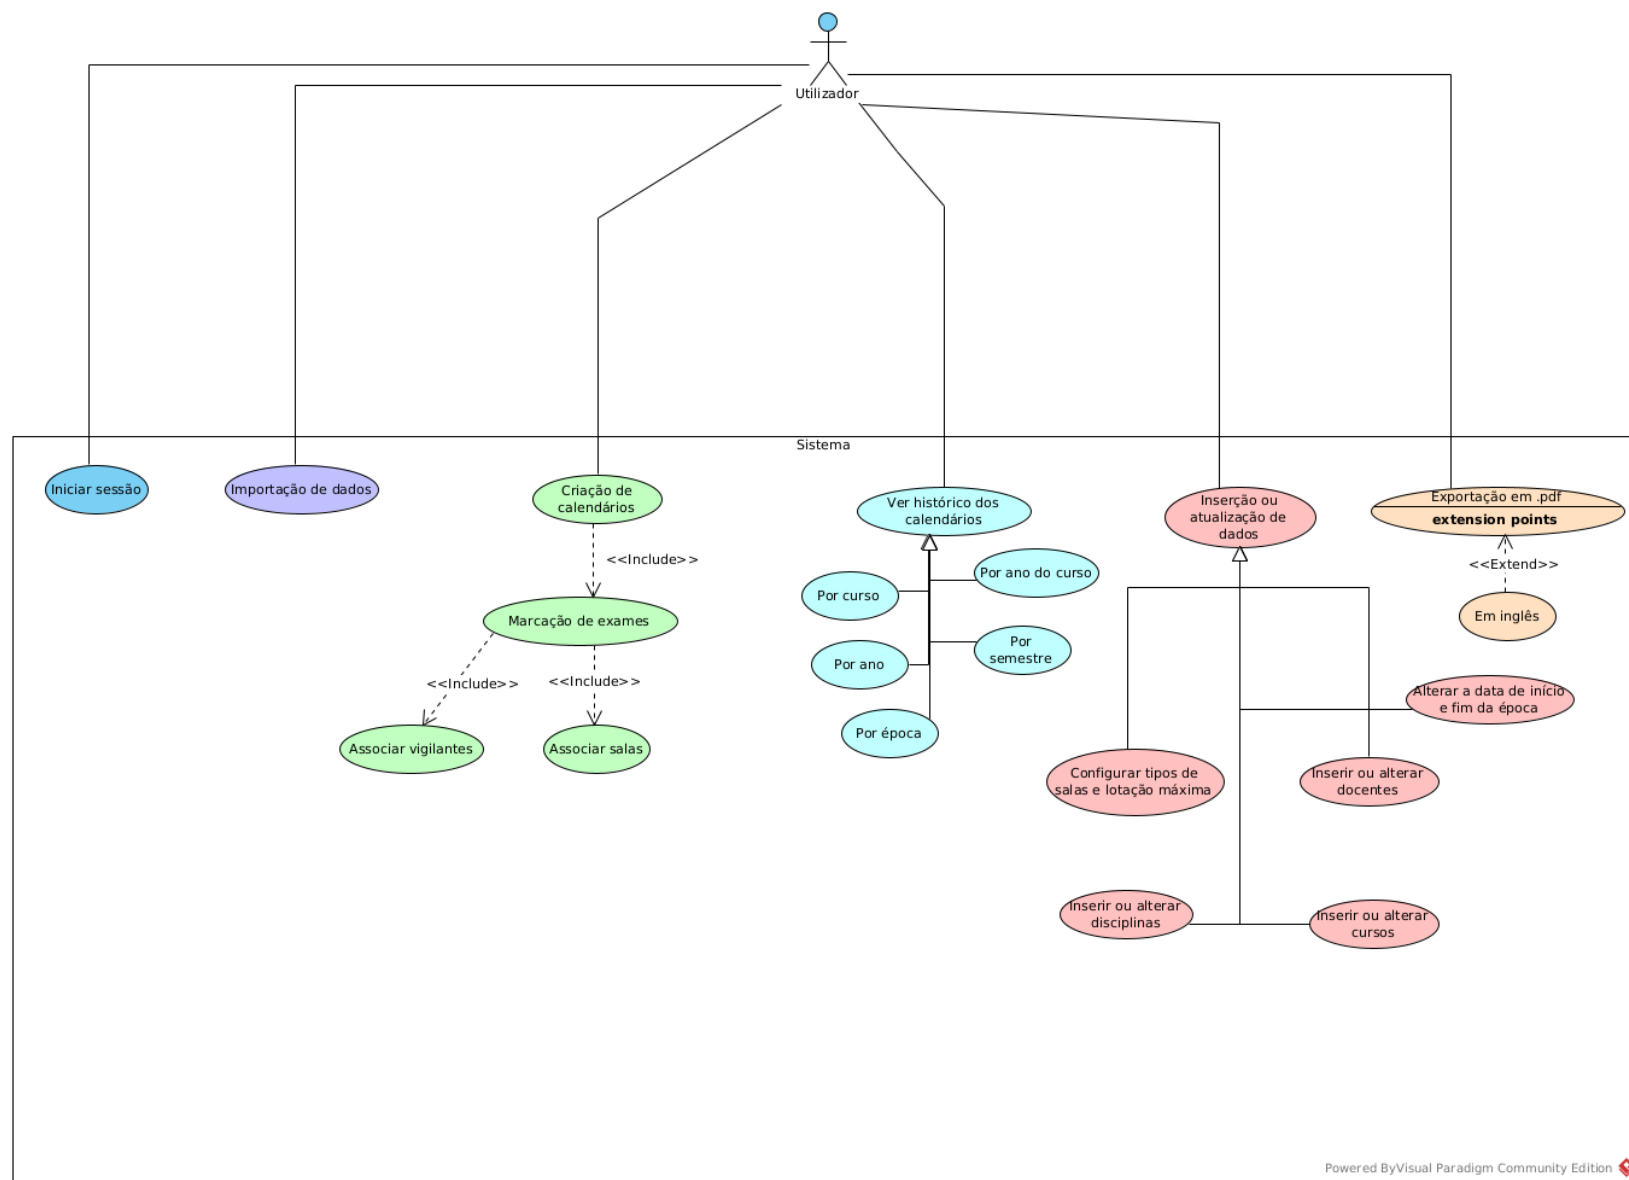 Utilizador
Sistema
Iniciar sessão
Importação de dados
Criação de
calendários
<<Include>>
Marcação de exames
<<Include>>
<<Include>>
Associar vigilantes
Associar salas
Ver histórico dos
calendários
Por curso
Por ano do curso
Por ano
Por
semestre
Por época
Inserção ou
atualização de
dados
Configurar tipos de
salas e lotação máxima
Alterar a data de início
e fim da época
Inserir ou alterar
docentes
Inserir ou alterar
disciplinas
Inserir ou alterar
cursos
Exportação em .pdf
extension points
<<Extend>>
Em inglês
Powered ByVisual Paradigm Community Edition